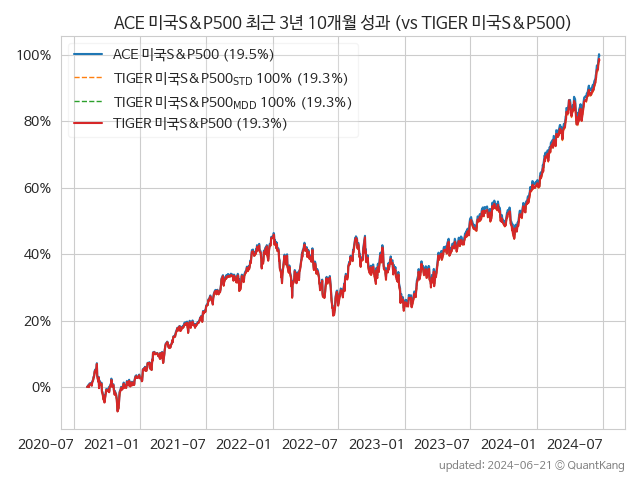 ACE 미국S&P500 최근 3년 10개월 성과 (vs TIGER 미국S&P500)
ACE 미국S&P500 (19.5%)
TIGER 미국S&P500STD 100% (19.3%)
TIGER 미국S&P500MDD 100% (19.3%)
TIGER 미국S&P500 (19.3%)
100%
80%
60%
40%
20%
0%
2020-07 2021-01 2021-07 2022-01 2022-07 2023-01 2023-07 2024-01 2024-07
updated: 2024-06-21 © QuantKang